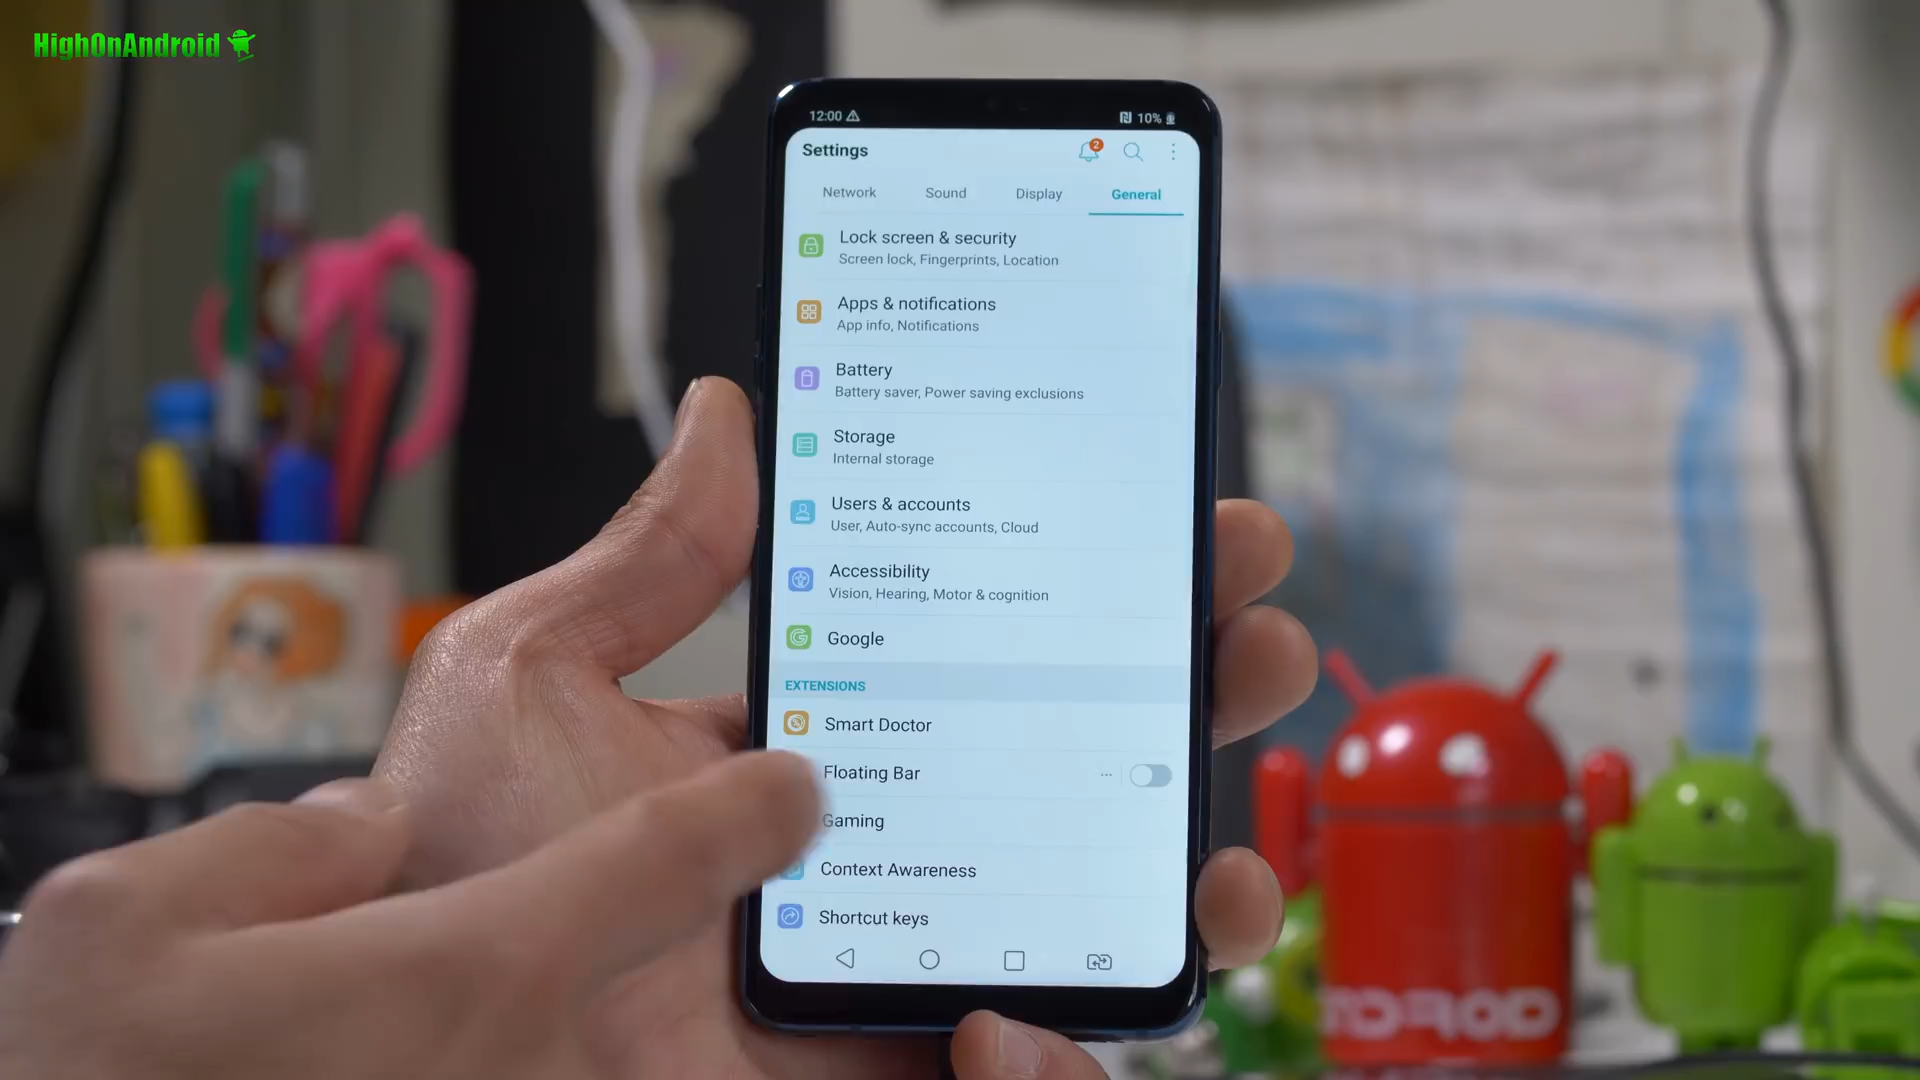 HighOnAndroid
12:00
10%
Settings
2
Network Sound Display General
Lock screen & security
Screen lock, Fingerprints, Location
Apps & notifications
App info, Notifications
Battery
Battery saver, Power saving exclusions
Storage
Internal storage
Users & accounts
User, Auto-sync accounts, Cloud
Accessibility
Vision, Hearing, Motor & cognition
Google
EXTENSIONS
Smart Doctor
Floating Bar
Gaming
Context Awareness
Shortcut keys